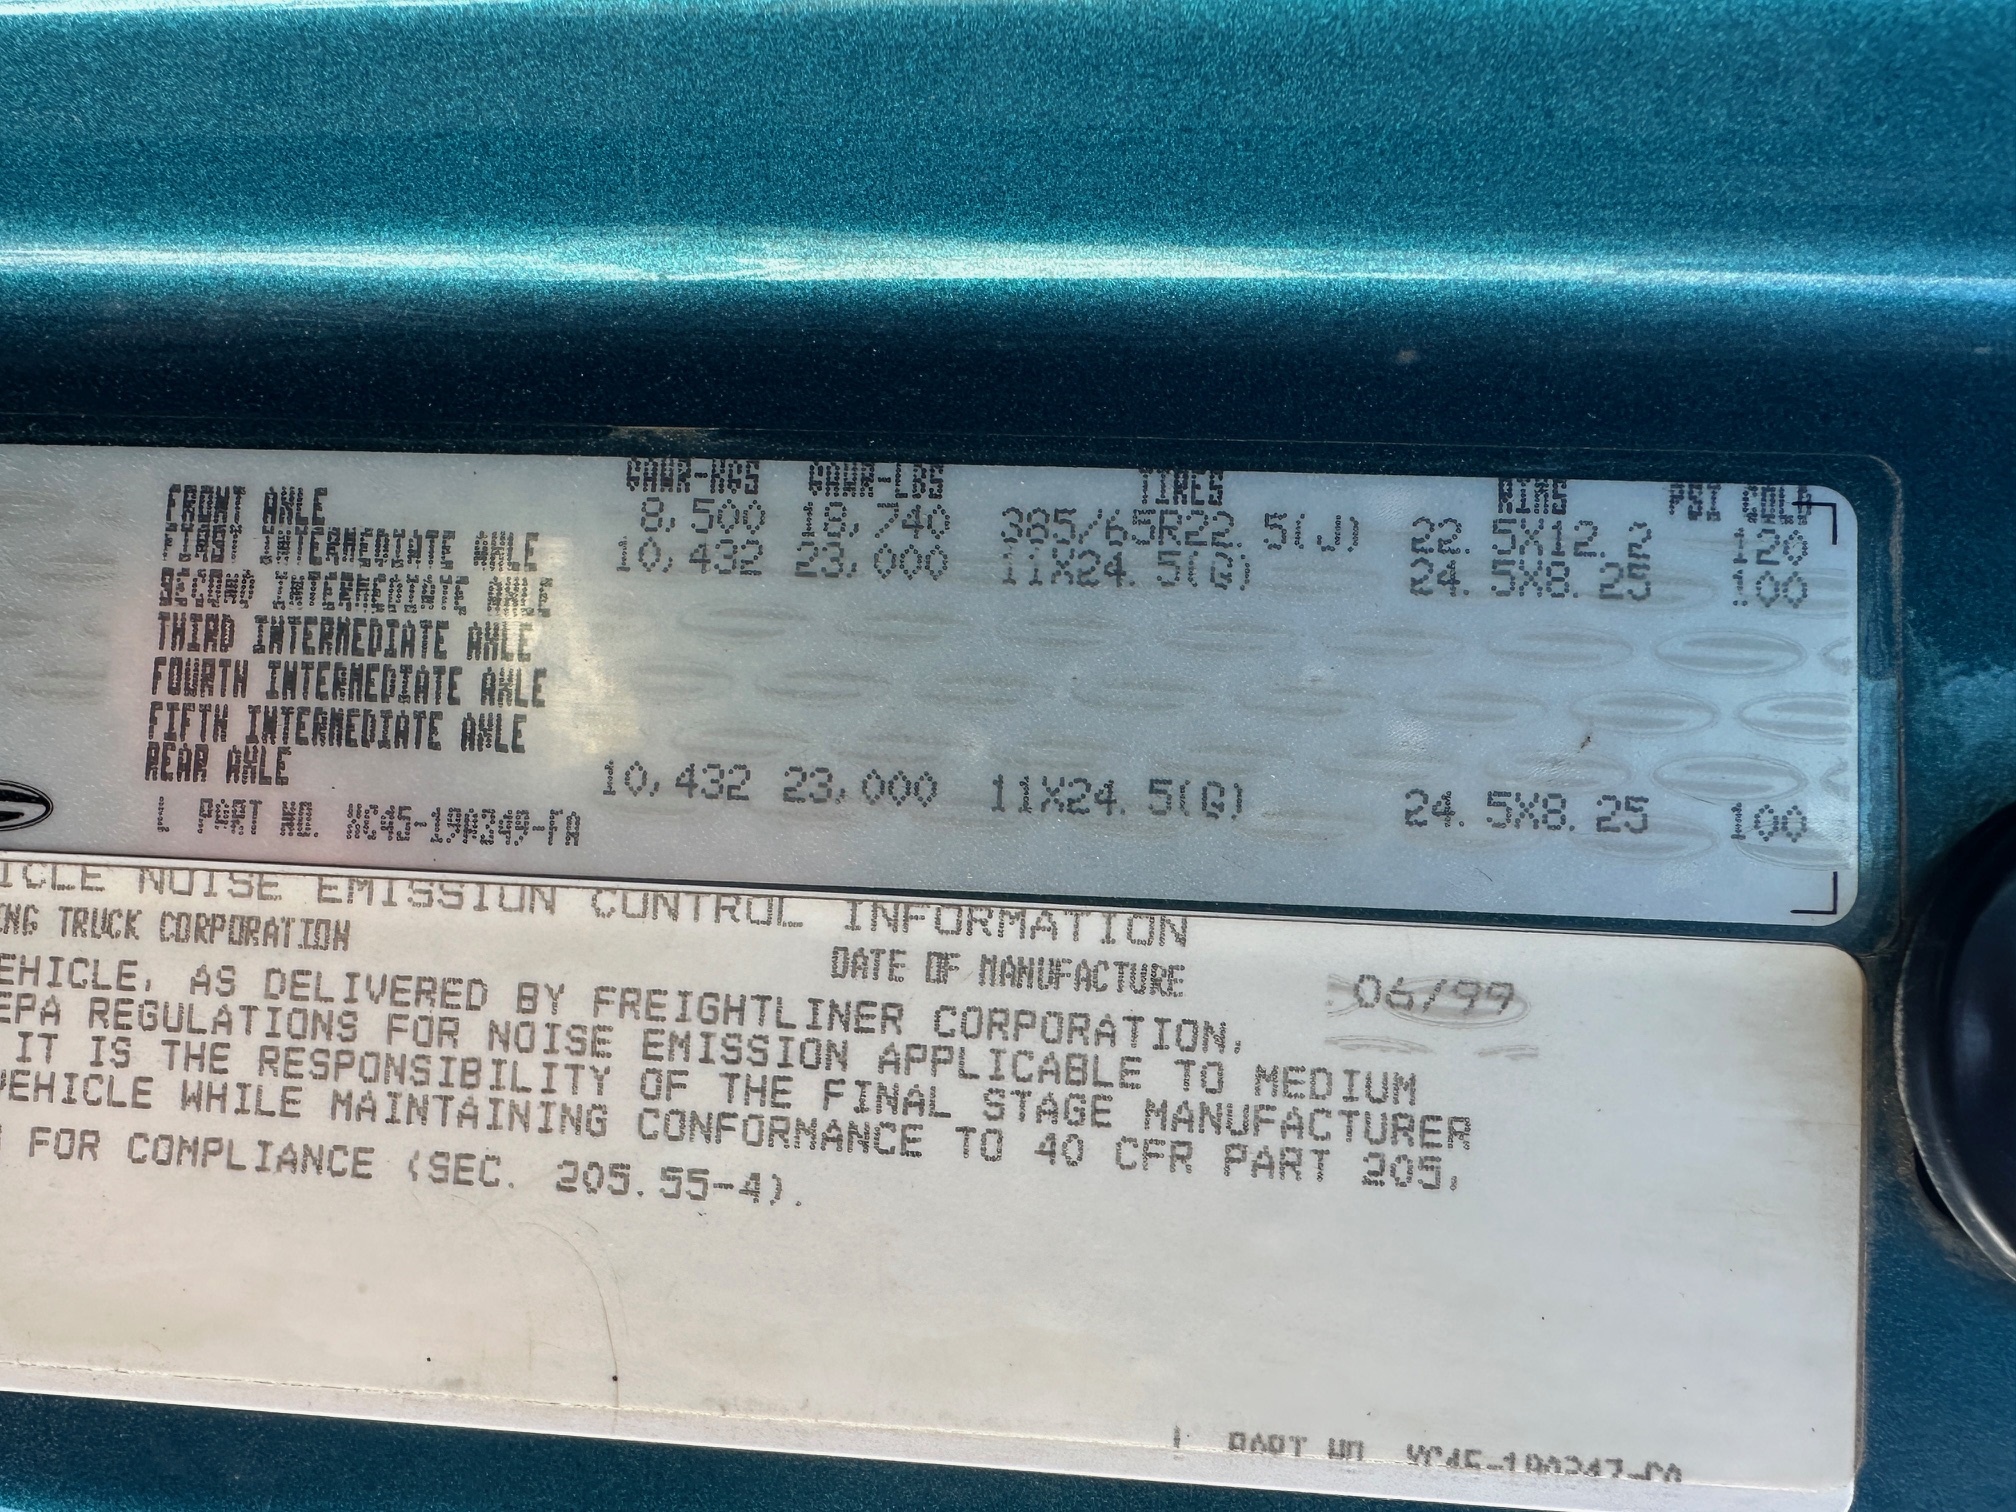 GAWR-KGS GAWR-LBS TIRES RIMS PSI COLD
FRONT AXLE 8,500 18,740 385/65R22.5(J) 22.5X12.2 120
FIRST INTERMEDIATE AXLE 10,432 23,000 11X24.5(G) 24.5X8.25 100
SECOND INTERMEDIATE AXLE
THIRD INTERMEDIATE AXLE
FOURTH INTERMEDIATE AXLE
FIFTH INTERMEDIATE AXLE
REAR AXLE 10,432 23,000 11X24.5(G) 24.5X8.25 100
PART NO.
ICLE NOISE EMISSION CONTROL INFORMATION
ING TRUCK CORPORATION
DATE OF MANUFACTURE 06/99
EHICLE, AS DELIVERED BY FREIGHTLINER CORPORATION,
EPA REGULATIONS FOR NOISE EMISSION APPLICABLE TO MEDIUM
IT IS THE RESPONSIBILITY OF THE FINAL STAGE MANUFACTURER
VEHICLE WHILE MAINTAINING CONFORMANCE TO 40 CFR PART 205,
FOR COMPLIANCE (SEC. 205.55-4).
PART NO